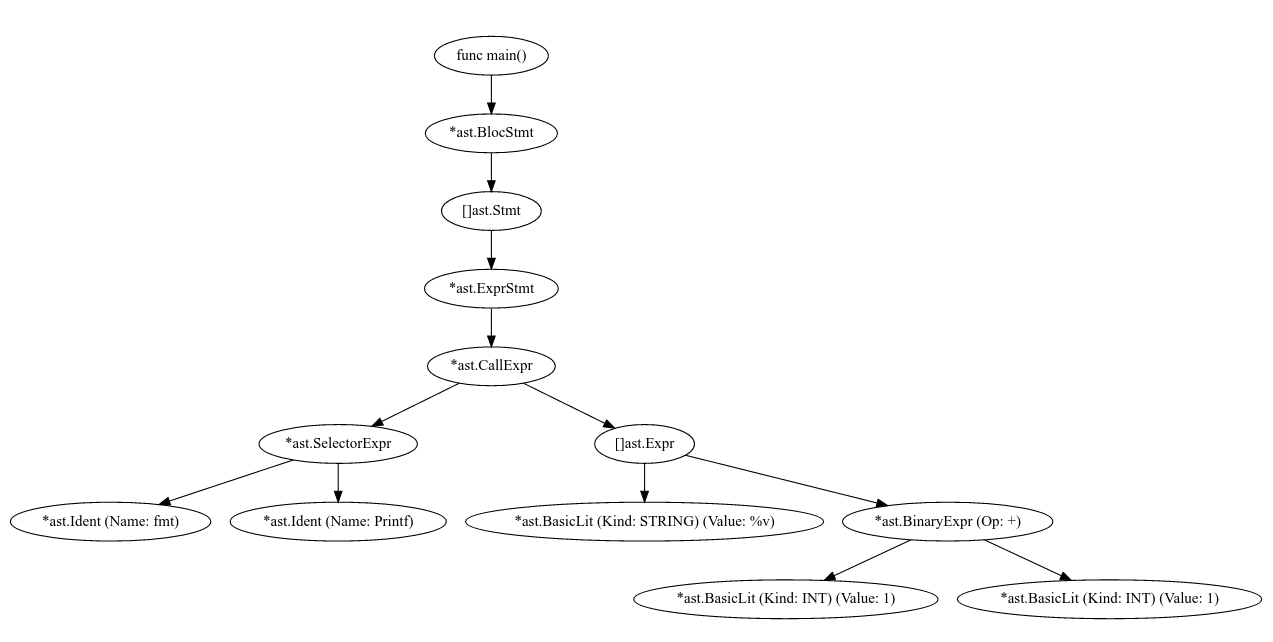 func main()
*ast.BlocStmt
[]ast.Stmt
*ast.ExprStmt
*ast.CallExpr
*ast.SelectorExpr
[]ast.Expr
*ast.Ident (Name: fmt)
*ast.Ident (Name: Printf)
*ast.BasicLit (Kind: STRING) (Value: %v)
*ast.BinaryExpr (Op: +)
*ast.BasicLit (Kind: INT) (Value: 1)
*ast.BasicLit (Kind: INT) (Value: 1)